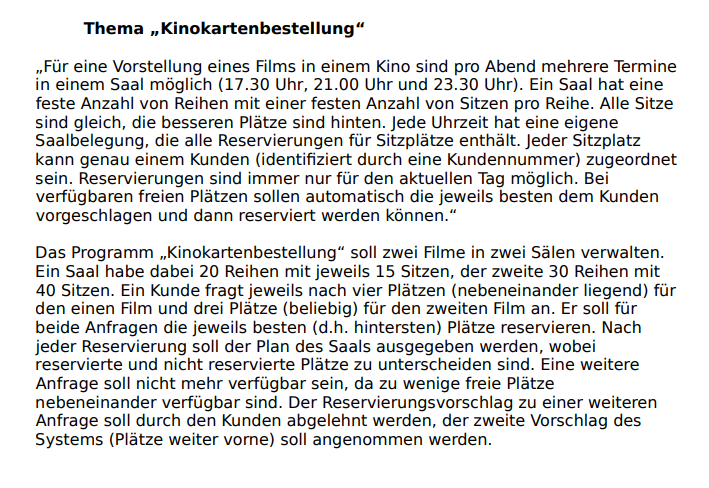 Thema „Kinokartenbestellung“
„Für eine Vorstellung eines Films in einem Kino sind pro Abend mehrere Termine
in einem Saal möglich (17.30 Uhr, 21.00 Uhr und 23.30 Uhr). Ein Saal hat eine
feste Anzahl von Reihen mit einer festen Anzahl von Sitzen pro Reihe. Alle Sitze
sind gleich, die besseren Plätze sind hinten. Jede Uhrzeit hat eine eigene
Saalbelegung, die alle Reservierungen für Sitzplätze enthält. Jeder Sitzplatz
kann genau einem Kunden (identifiziert durch eine Kundennummer) zugeordnet
sein. Reservierungen sind immer nur für den aktuellen Tag möglich. Bei
verfügbaren freien Plätzen sollen automatisch die jeweils besten dem Kunden
vorgeschlagen und dann reserviert werden können.“
Das Programm „Kinokartenbestellung“ soll zwei Filme in zwei Sälen verwalten.
Ein Saal habe dabei 20 Reihen mit jeweils 15 Sitzen, der zweite 30 Reihen mit
40 Sitzen. Ein Kunde fragt jeweils nach vier Plätzen (nebeneinander liegend) für
den einen Film und drei Plätze (beliebig) für den zweiten Film an. Er soll für
beide Anfragen die jeweils besten (d.h. hintersten) Plätze reservieren. Nach
jeder Reservierung soll der Plan des Saals ausgegeben werden, wobei
reservierte und nicht reservierte Plätze zu unterscheiden sind. Eine weitere
Anfrage soll nicht mehr verfügbar sein, da zu wenige freie Plätze
nebeneinander verfügbar sind. Der Reservierungsvorschlag zu einer weiteren
Anfrage soll durch den Kunden abgelehnt werden, der zweite Vorschlag des
Systems (Plätze weiter vorne) soll angenommen werden.